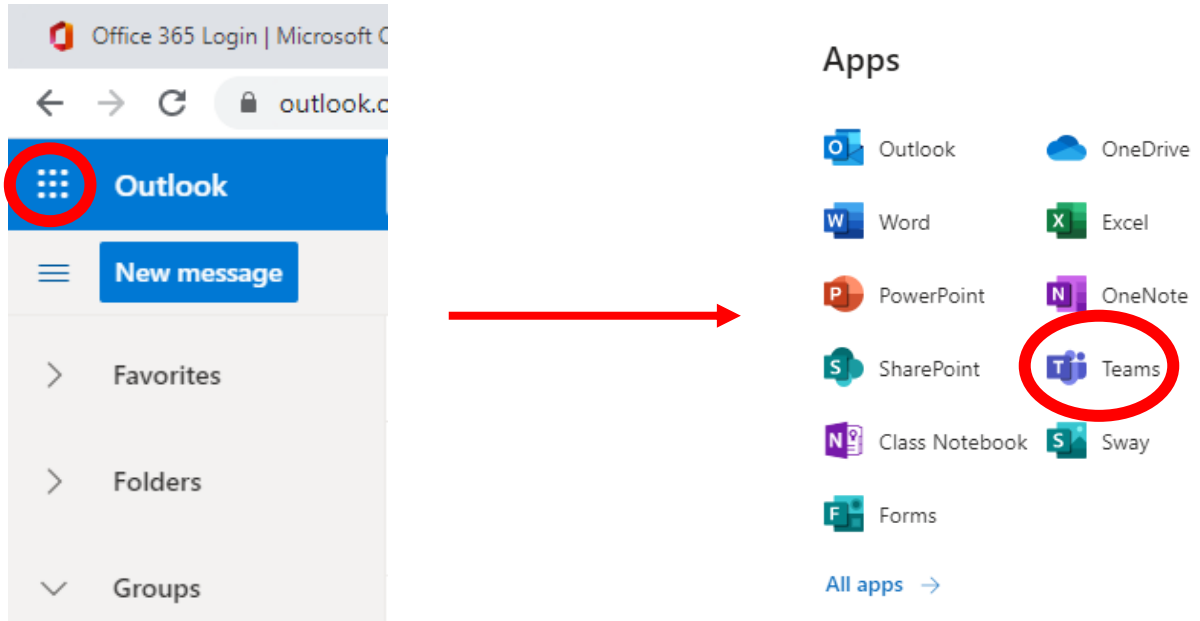 Office 365 Login | Microsoft
outlook.c
Outlook
New message
Favorites
Folders
Groups
Apps
Outlook
OneDrive
Word
Excel
PowerPoint
OneNote
SharePoint
Teams
Class Notebook
Sway
Forms
All apps